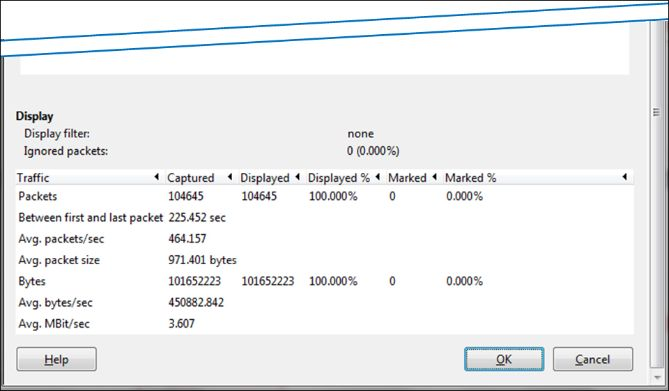 Display
Display filter: none
Ignored packets: 0 (0.000%)
Traffic Captured Displayed Displayed % Marked Marked %
Packets 104645 104645 100.000% 0 0.000%
Between first and last packet 225.452 sec
Avg. packets/sec 464.157
Avg. packet size 971.401 bytes
Bytes 101652223 101652223 100.000% 0 0.000%
Avg. bytes/sec 450882.842
Avg. MBit/sec 3.607
Help OK Cancel